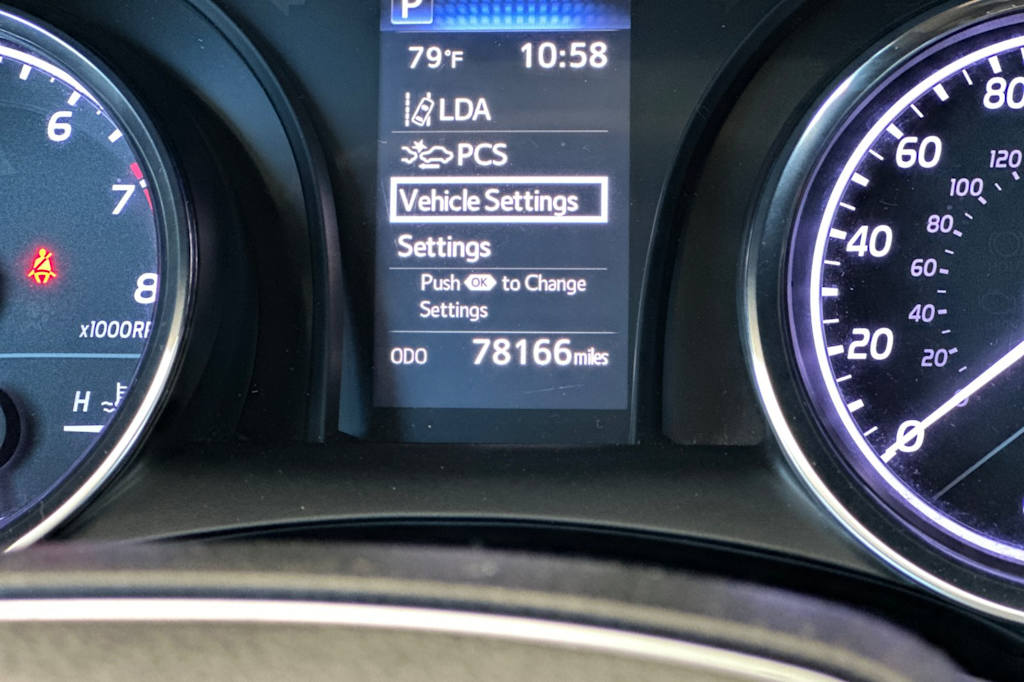 P
79°F 10:58
LDA
PCS
Vehicle Settings
Settings
Push OK to Change
Settings
ODO 78166 miles
6
7
8
x1000R
H
80
60
40
20
0
120
100
80
60
40
20